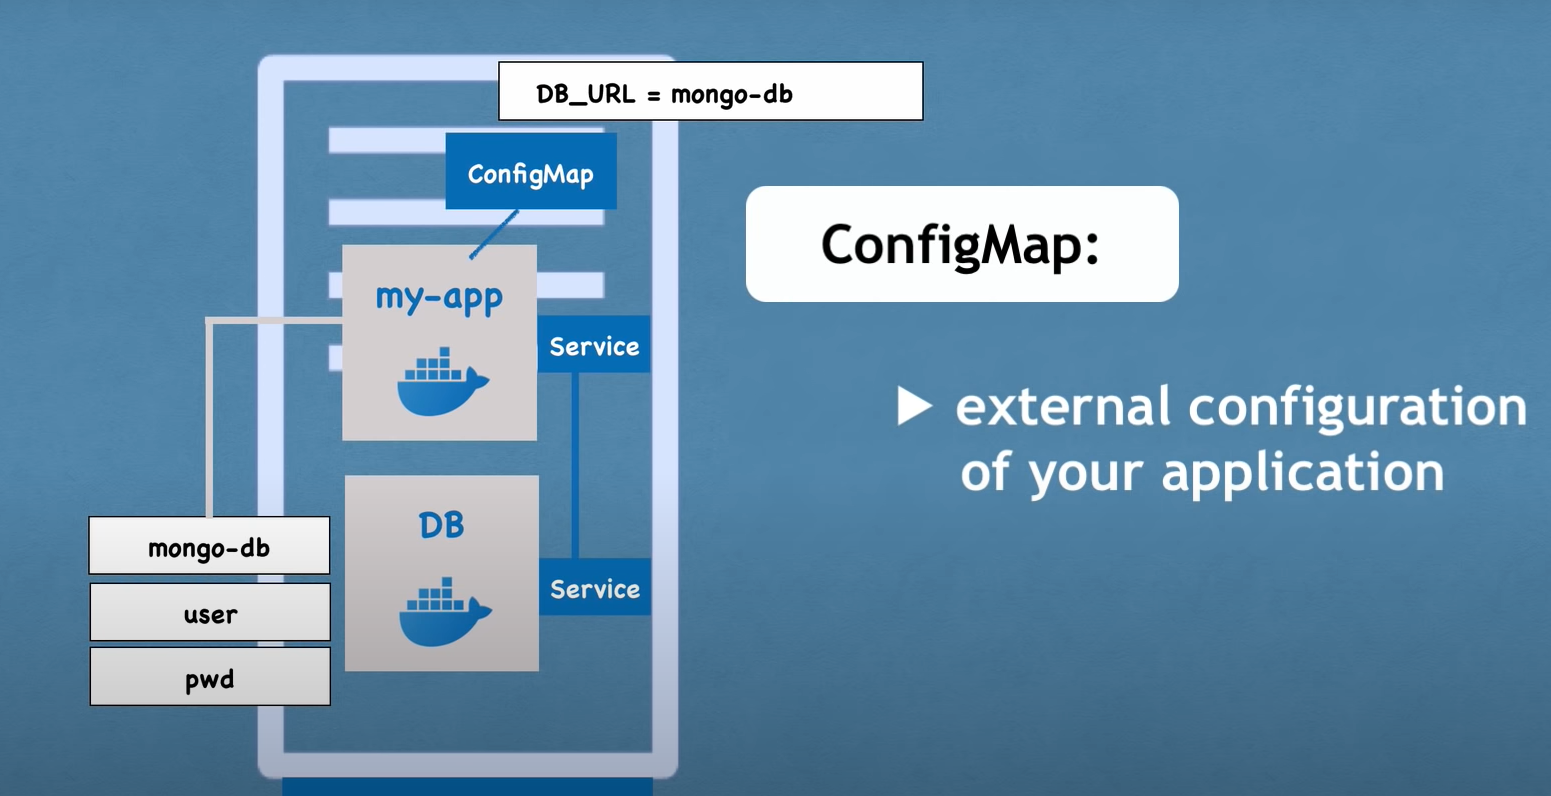 DB_URL = mongo-db
ConfigMap
ConfigMap:
my-app
Service
external configuration
of your application
DB
Service
mongo-db
user
pwd